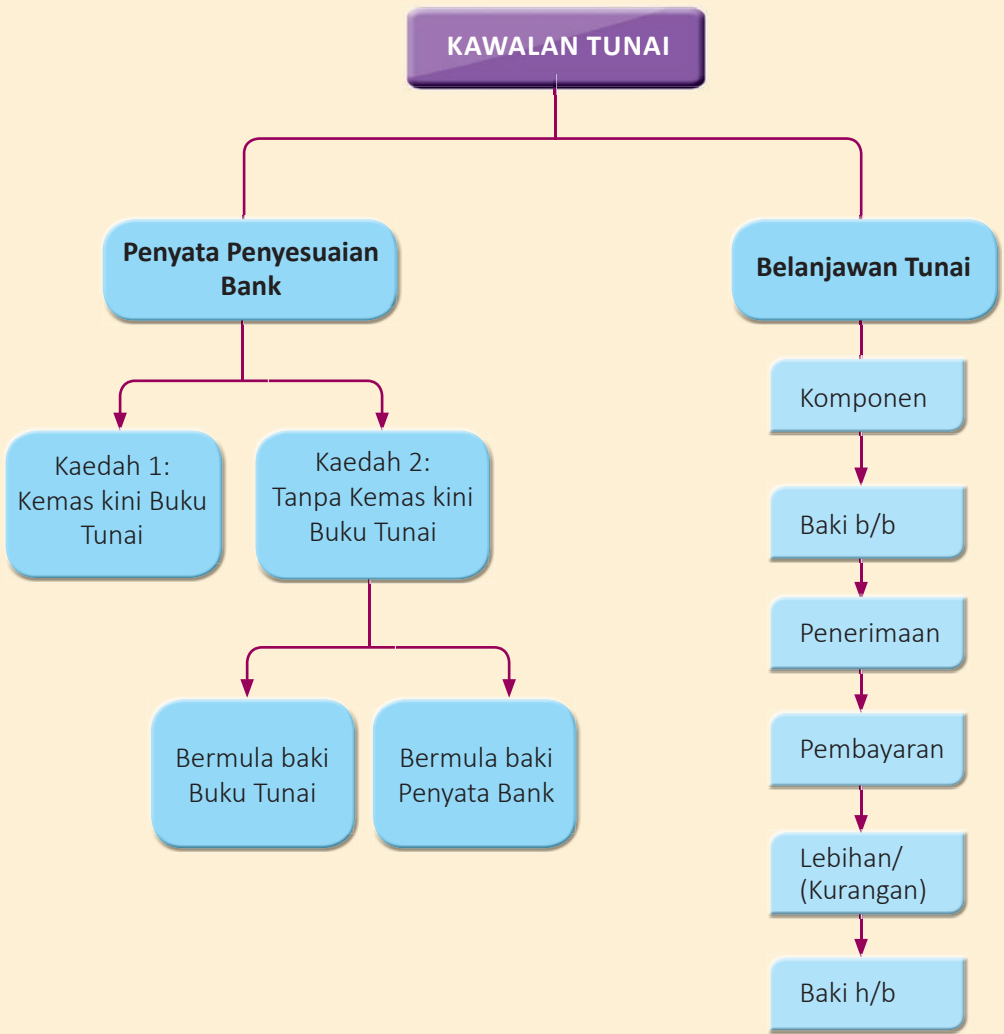 KAWALAN TUNAI
Penyata Penyesuaian
Bank
Belanjawan Tunai
Kaedah 1:
Kemas kini Buku
Tunai
Kaedah 2:
Tanpa Kemas kini
Buku Tunai
Bermula baki
Buku Tunai
Bermula baki
Penyata Bank
Komponen
Baki b/b
Penerimaan
Pembayaran
Lebihan/
(Kurangan)
Baki h/b